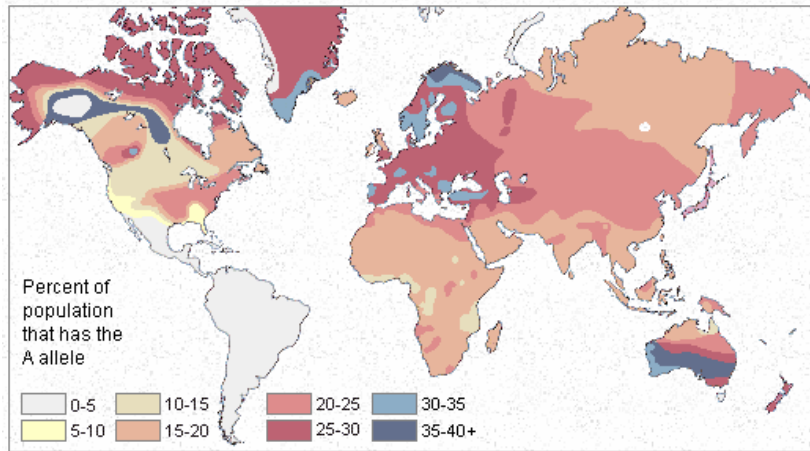 Percent of
population
that has the
A allele
0-5 10-15 20-25 30-35
5-10 15-20 25-30 35-40+